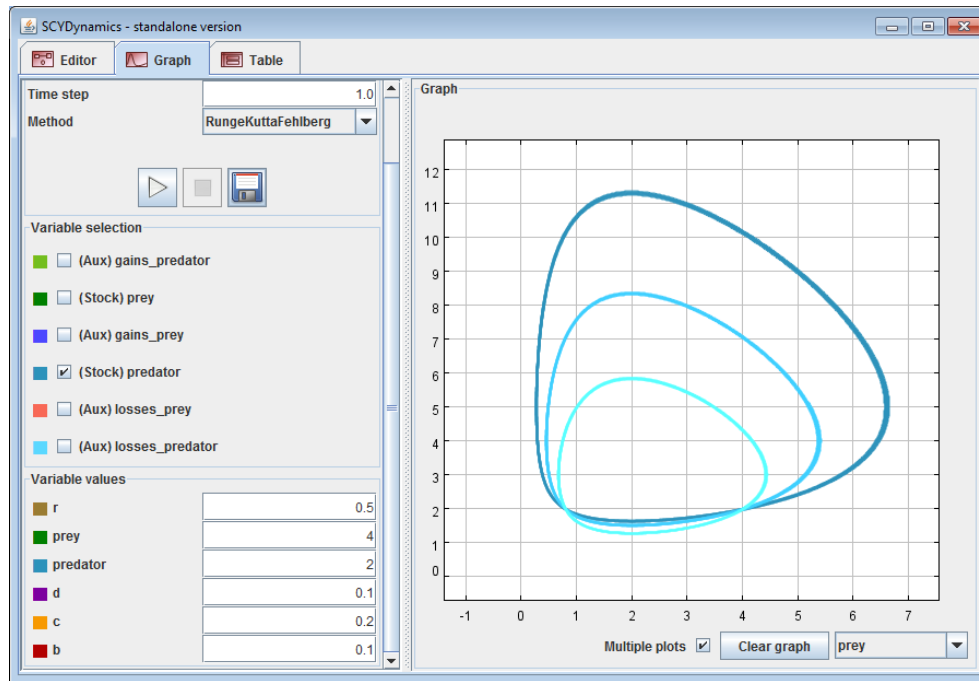 SCYDynamics - standalone version
Editor Graph Table
Time step 1.0
Method RungeKuttaFehlberg
Variable selection
(Aux) gains_predator
(Stock) prey
(Aux) gains_prey
(Stock) predator
(Aux) losses_prey
(Aux) losses_predator
Variable values
r 0.5
prey 4
predator 2
d 0.1
c 0.2
b 0.1
Graph
12
11
10
9
8
7
6
5
4
3
2
1
0
-1 0 1 2 3 4 5 6 7
Multiple plots Clear graph prey